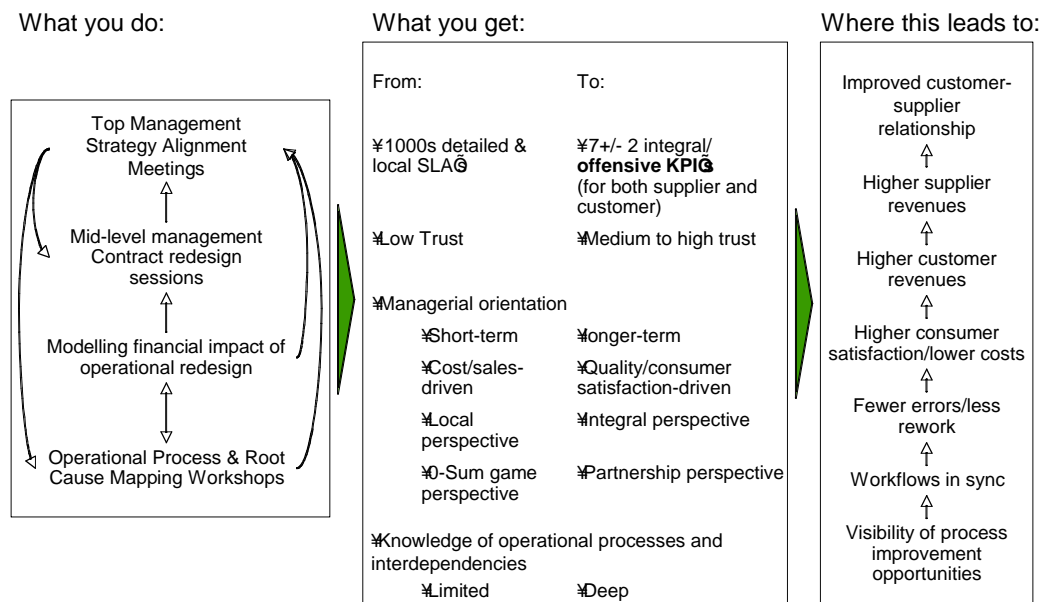 What you do:
What you get:
Where this leads to:
Top Management
Strategy Alignment
Meetings
Mid-level management
Contract redesign
sessions
Modelling financial impact of
operational redesign
Operational Process & Root
Cause Mapping Workshops
From:
To:
¥1000s detailed &
local SLAÕs
¥7+/- 2 integral/
offensive KPIÕs
(for both supplier and
customer)
¥Low Trust
¥Medium to high trust
¥Managerial orientation
¥Short-term
¥longer-term
¥Cost/sales-
driven
¥Quality/consumer
satisfaction-driven
¥Local
perspective
¥Integral perspective
¥0-Sum game
perspective
¥Partnership perspective
¥Knowledge of operational processes and
interdependencies
¥Limited
¥Deep
Improved customer-
supplier
relationship
Higher supplier
revenues
Higher customer
revenues
Higher consumer
satisfaction/lower costs
Fewer errors/less
rework
Workflows in sync
Visibility of process
improvement
opportunities